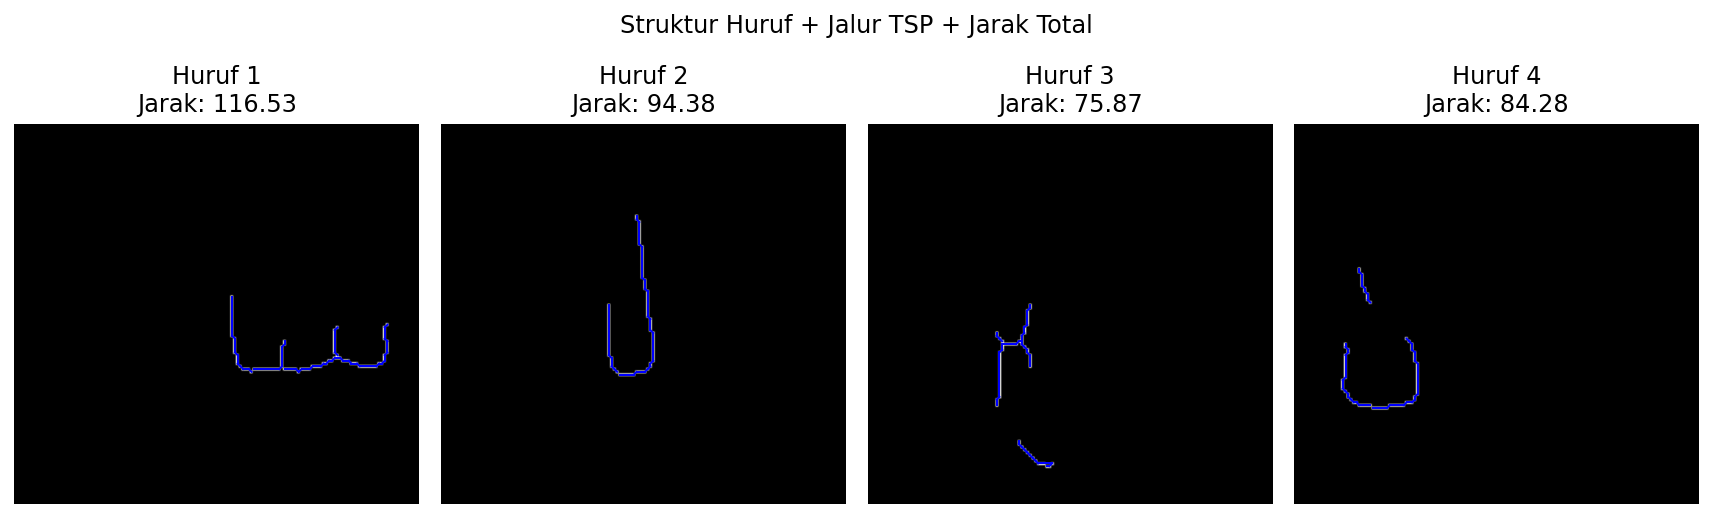 Struktur Huruf + Jalur TSP + Jarak Total
Huruf 1
Jarak: 116.53
Huruf 2
Jarak: 94.38
Huruf 3
Jarak: 75.87
Huruf 4
Jarak: 84.28